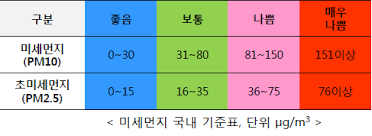 구분 좋음 보통 나쁨 매우 나쁨
미세먼지 (PM10) 0~30 31~80 81~150 151이상
초미세먼지 (PM2.5) 0~15 16~35 36~75 76이상
< 미세먼지 국내 기준표, 단위 μg/m³ >